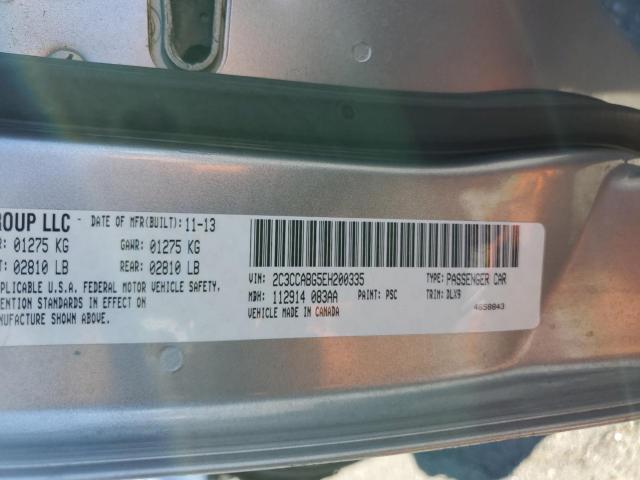 ROUP LLC - DATE OF MFR(BUILT):11-13
R: 01275 KG GAWR: 01275 KG
T 02810 LB REAR: 02810 LB
PLICABLE U.S.A. FEDERAL MOTOR VEHICLE SAFETY,
ENTION STANDARDS IN EFFECT ON
NUFACTURE SHOWN ABOVE.
VIN: 2C3CCABG5EH200335 TYPE: PASSENGER CAR
MDH: 112914 083AA PAINT: PSC TRIM: DLX9
VEHICLE MADE IN CANADA 4658843